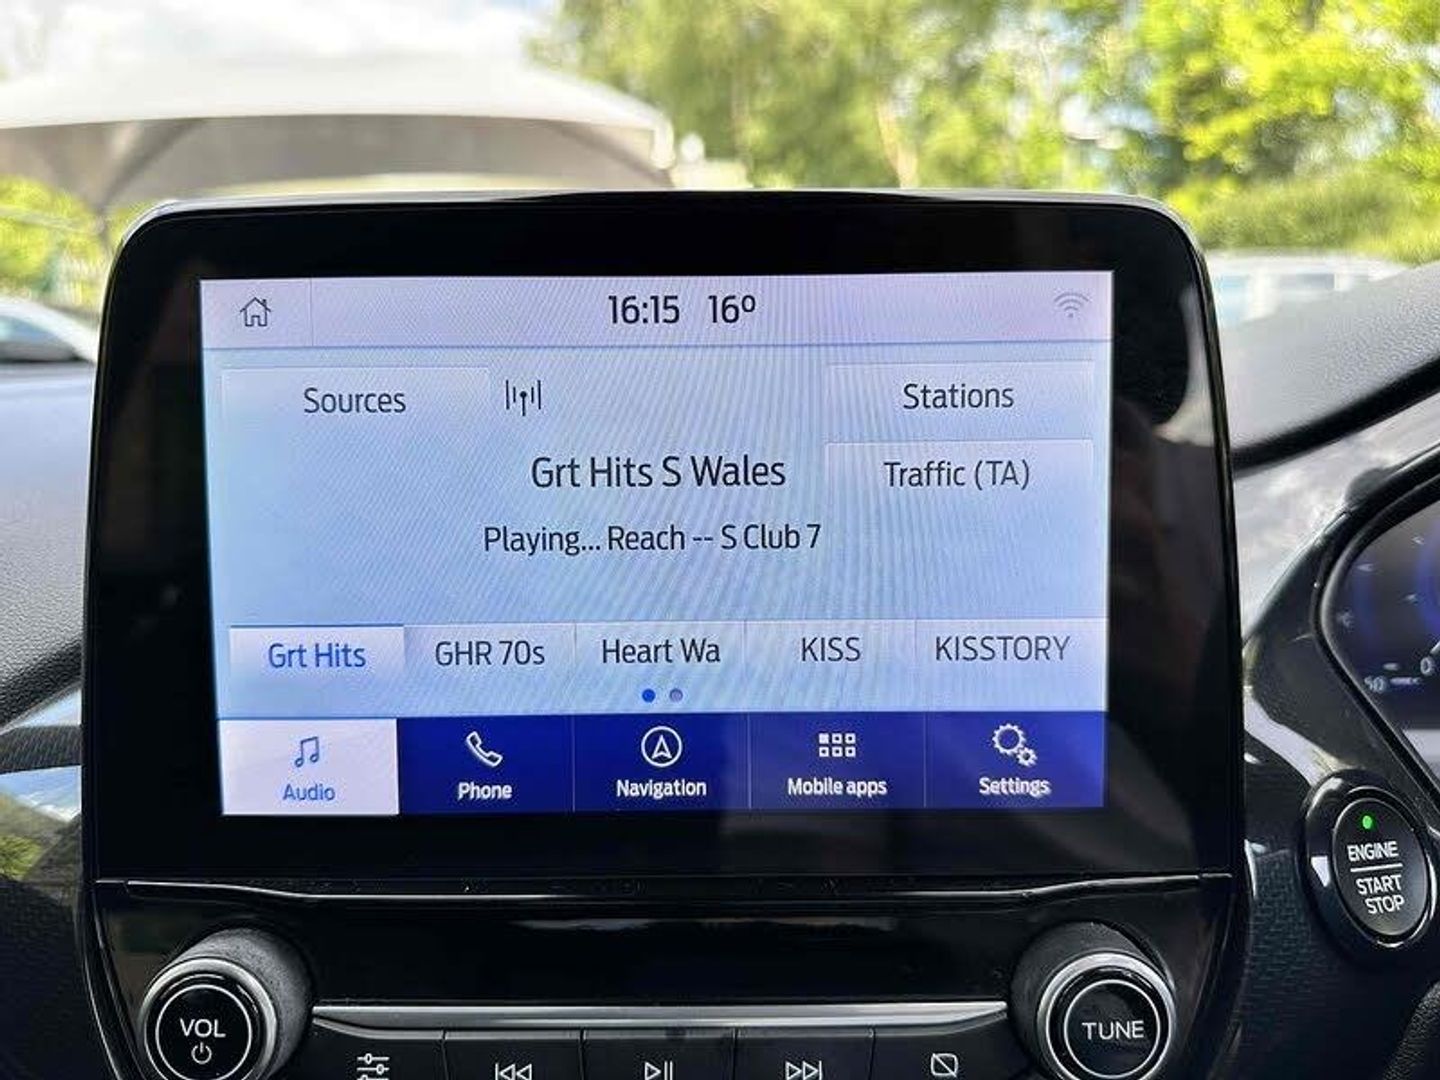 16:15 16º
Sources
Stations
Grt Hits S Wales
Traffic (TA)
Playing... Reach -- S Club 7
Grt Hits GHR 70s Heart Wa KISS KISSTORY
Audio Phone Navigation Mobile apps Settings
ENGINE
START
STOP
VOL
TUNE